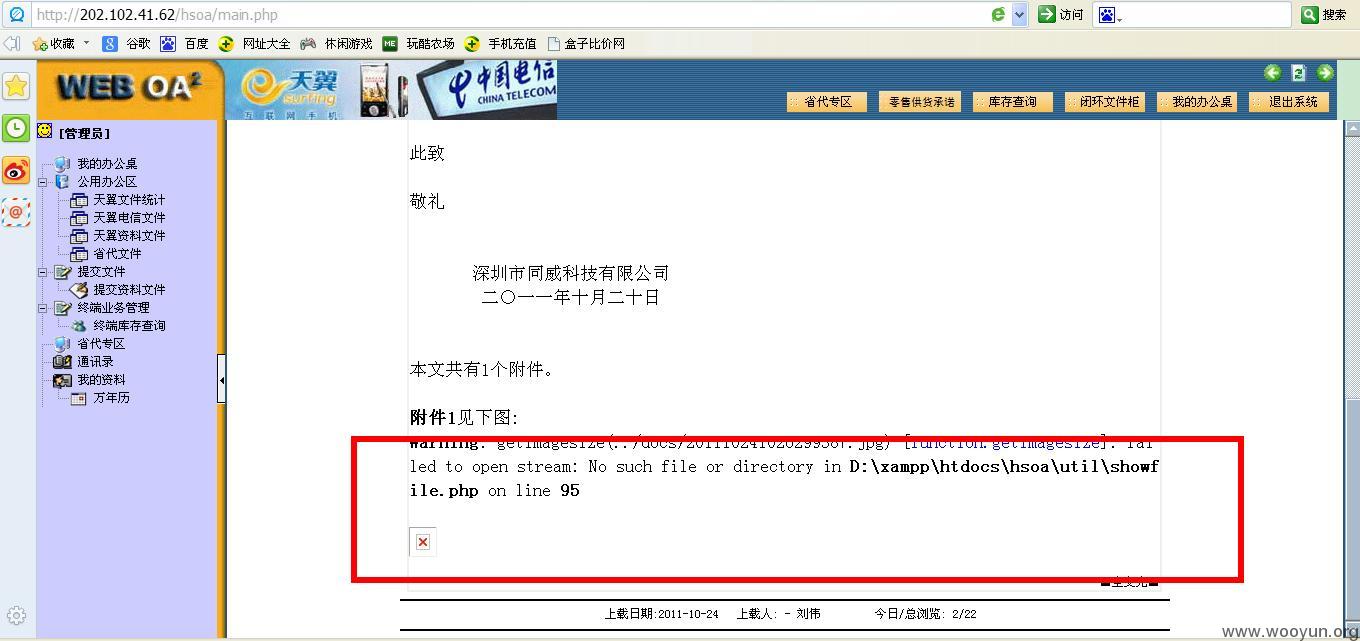 http://202.102.41.62/hsoa/main.php
访问
搜索
收藏 谷歌 百度 网址大全 休闲游戏 玩酷农场 手机充值 盒子比价网
WEB OA2
天翼
surfing
互联网手机
中国电信
CHINA TELECOM
省代专区 零售供货承诺 库存查询 闭环文件柜 我的办公桌 退出系统
[管理员]
我的办公桌
公用办公区
天翼文件统计
天翼电信文件
天翼资料文件
省代文件
提交文件
提交资料文件
终端业务管理
终端库存查询
省代专区
通讯录
我的资料
万年历
此致
敬礼
深圳市同威科技有限公司
二〇一一年十月二十日
本文共有1个附件。
附件1见下图:
[function.getimagesize]: fai
led to open stream: No such file or directory in D:\xampp\htdocs\hsoa\util\showf
ile.php on line 95
上载日期:2011-10-24 上载人: - 刘伟 今日/总浏览: 2/22
www.wooyun.org